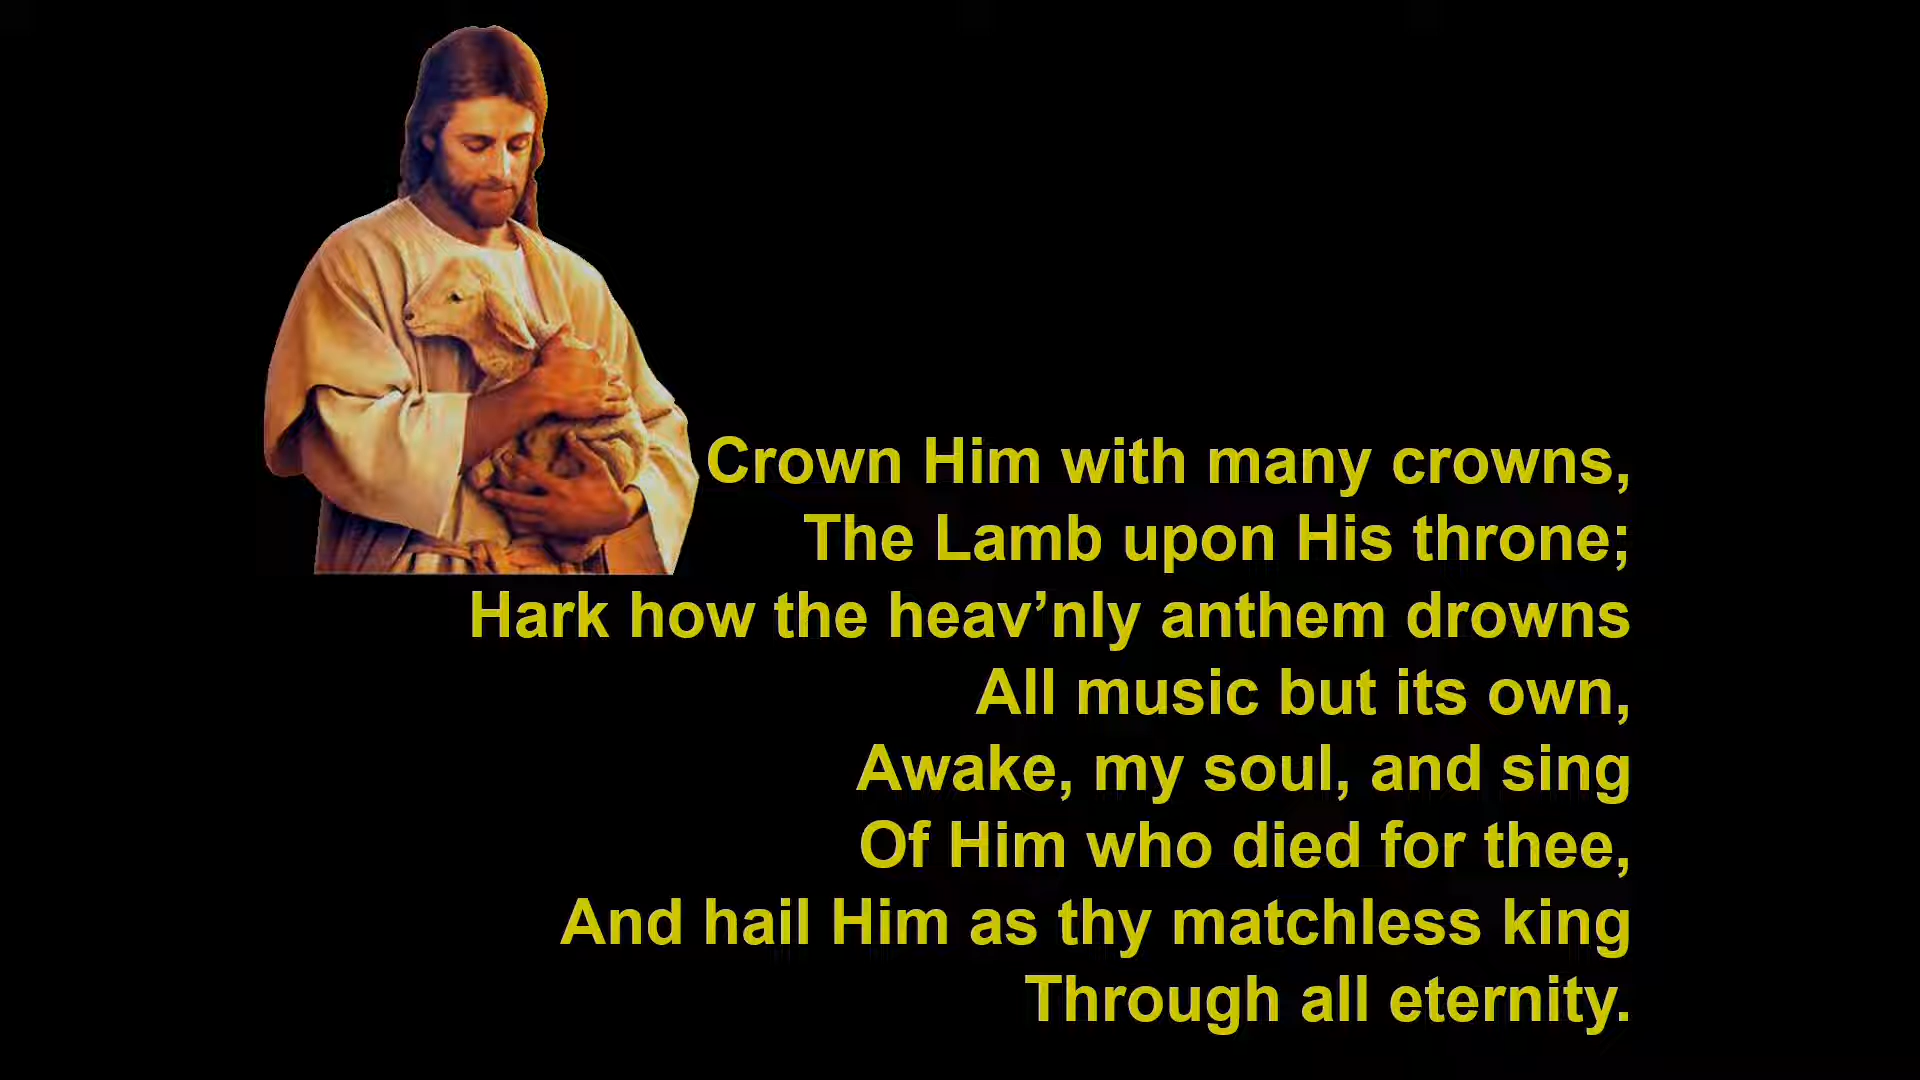 Crown Him with many crowns,
The Lamb upon His throne;
Hark how the heav’nly anthem drowns
All music but its own,
Awake, my soul, and sing
Of Him who died for thee,
And hail Him as thy matchless king
Through all eternity.